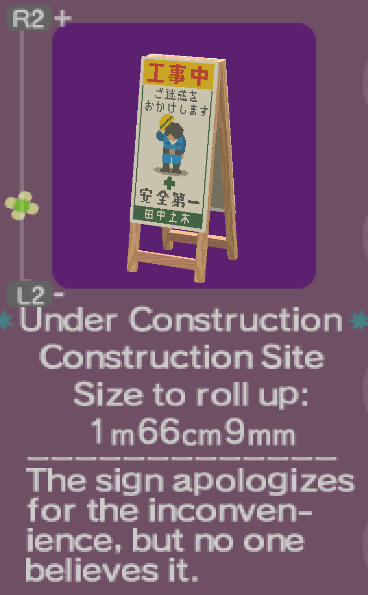 R2 +
工事中
ご迷惑を
おかけします
安全第一
田中土木
L2 -
Under Construction
Construction Site
Size to roll up:
1m66cm9mm
The sign apologizes
for the inconven-
ience, but no one
believes it.